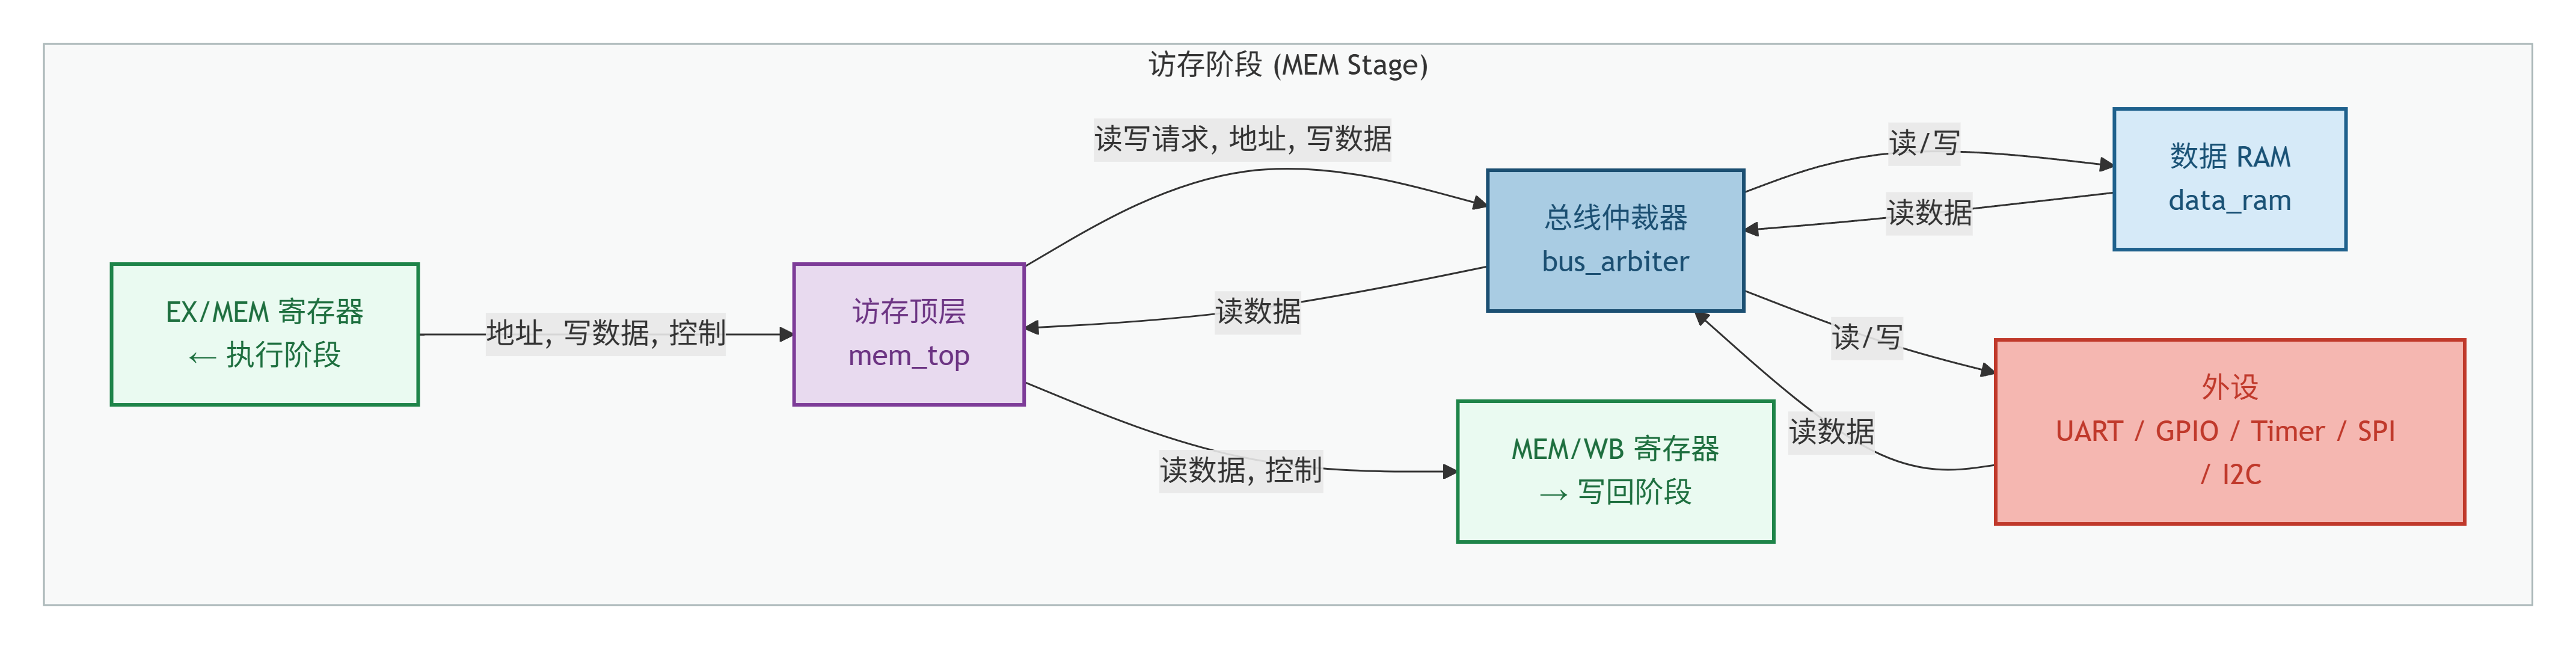 访存阶段 (MEM Stage)
EX/MEM 寄存器
← 执行阶段
地址, 写数据, 控制
访存顶层
mem_top
读写请求, 地址, 写数据
读数据
读数据, 控制
总线仲裁器
bus_arbiter
MEM/WB 寄存器
→ 写回阶段
读/写
读数据
读/写
读数据
数据 RAM
data_ram
外设
UART / GPIO / Timer / SPI
/ I2C